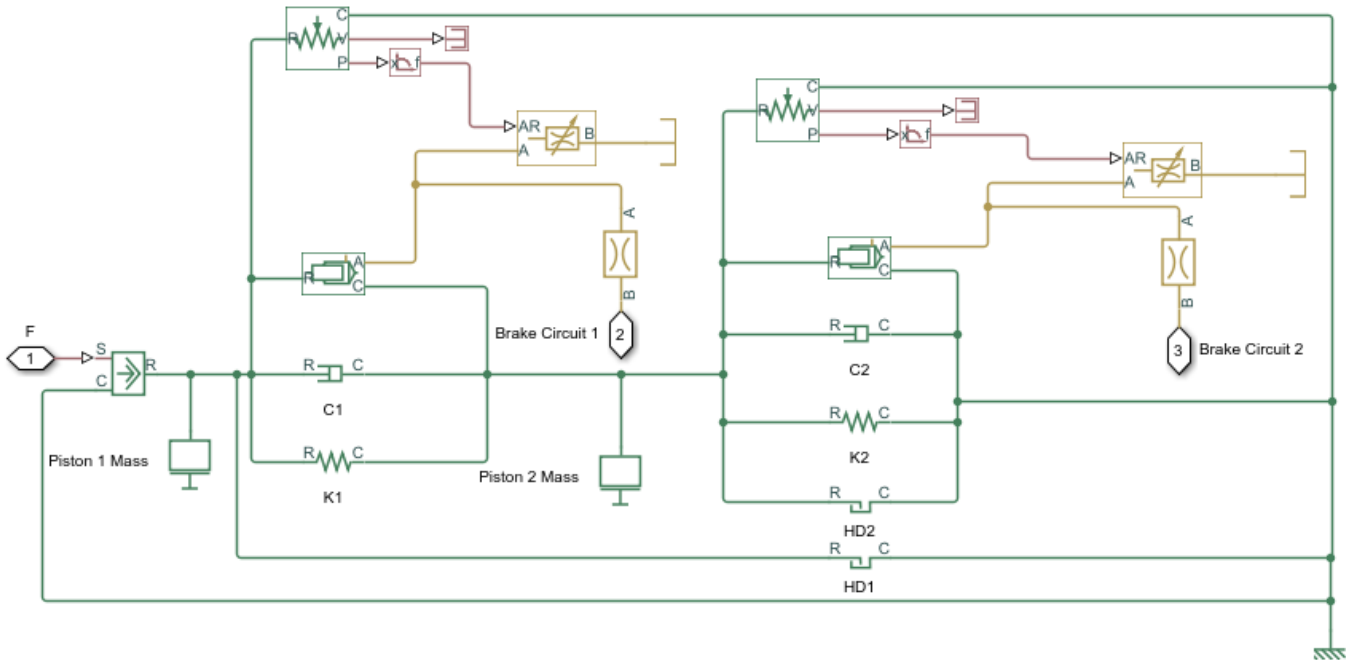 C
R
V
P
x f
AR
B
A
C
R
V
P
x f
AR
B
A
A
B
A
B
R
A
C
R
A
C
Brake Circuit 1
2
3
Brake Circuit 2
F
1
S
C
R
R C
C1
R C
C2
Piston 1 Mass
R C
K1
Piston 2 Mass
R C
K2
R C
HD2
R C
HD1